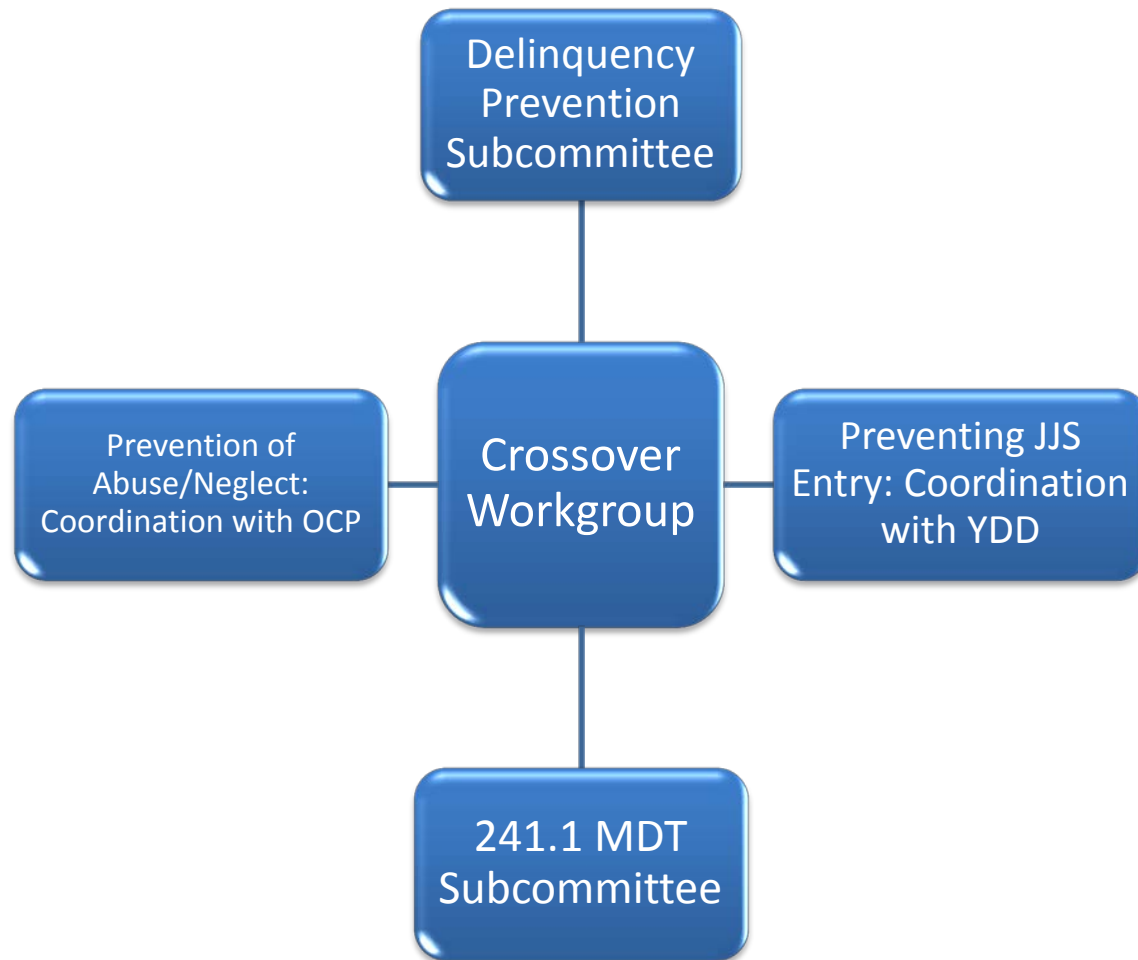 Delinquency
Prevention
Subcommittee
Prevention of
Abuse/Neglect:
Coordination with OCP
Crossover
Workgroup
Preventing JJS
Entry: Coordination
with YDD
241.1 MDT
Subcommittee